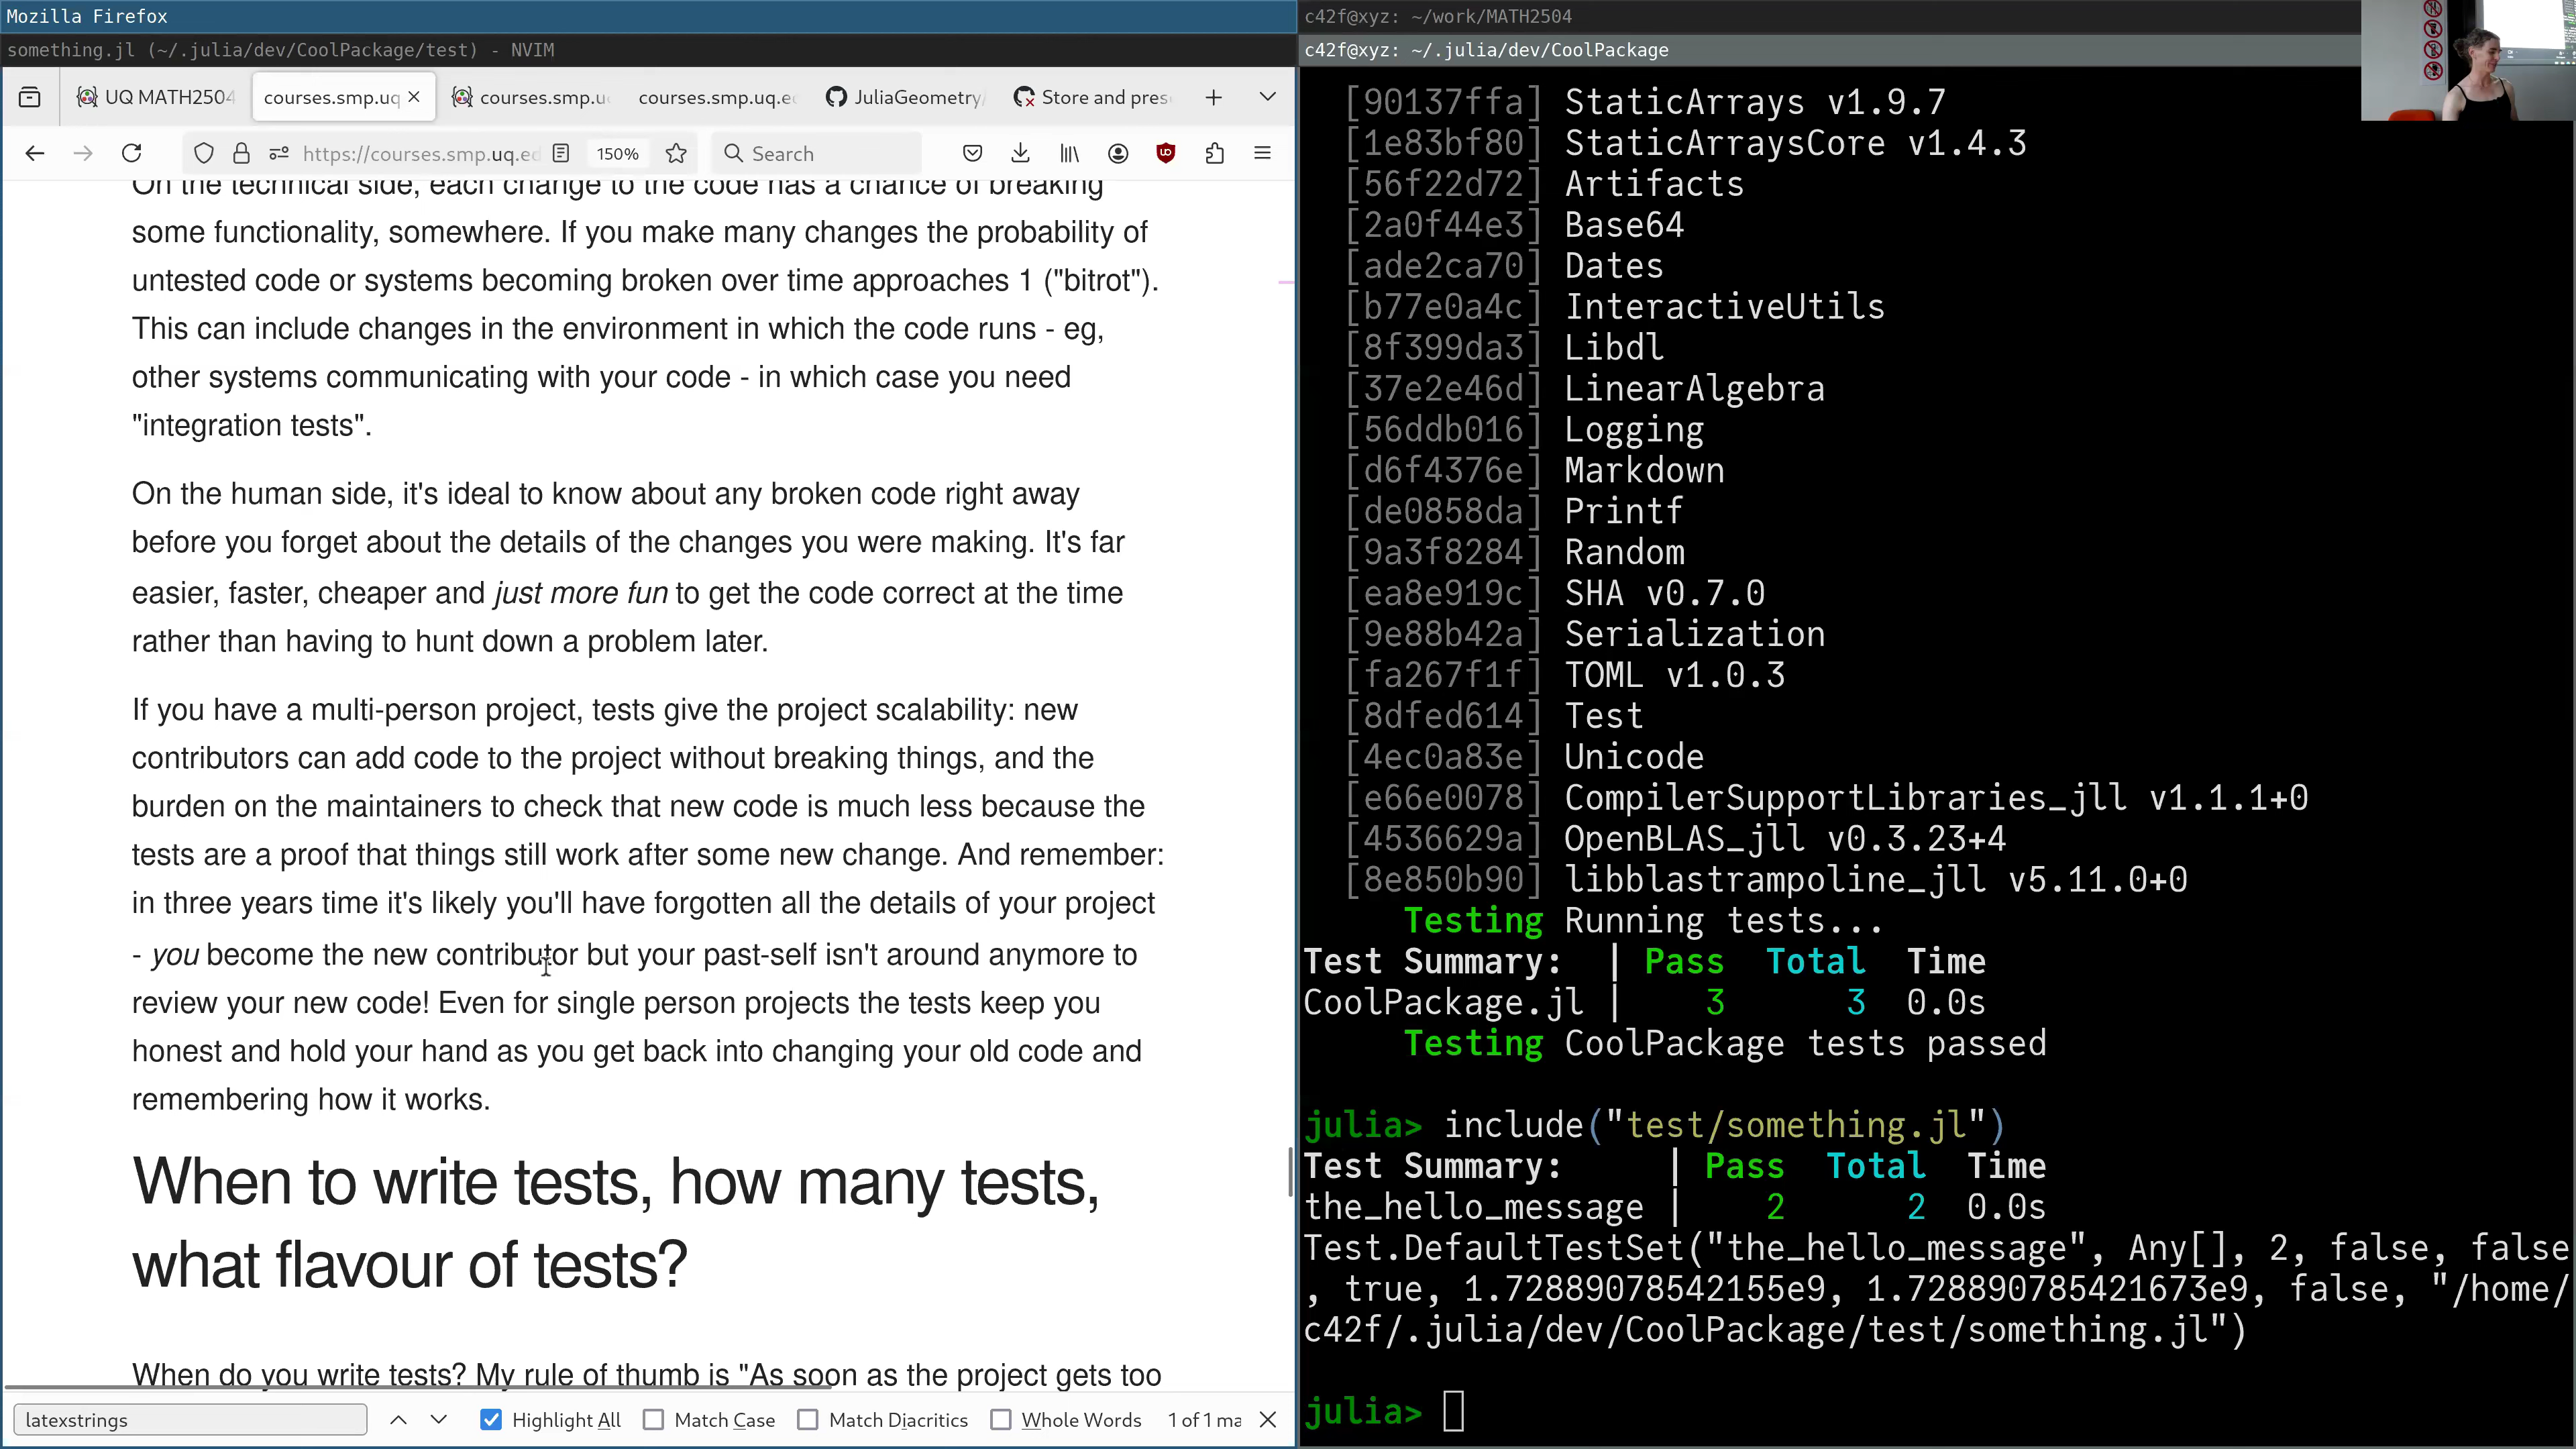 Mozilla Firefox
something.jl (~/.julia/dev/CoolPackage/test) - NVIM
UQ MATH2504
courses.smp.uq
courses.smp.u
courses.smp.uq.e
JuliaGeometry/
Store and pres
https://courses.smp.uq.ed
150%
Search
On the technical side, each change to the code has a chance of breaking
some functionality, somewhere. If you make many changes the probability of
untested code or systems becoming broken over time approaches 1 ("bitrot").
This can include changes in the environment in which the code runs - eg,
other systems communicating with your code - in which case you need
"integration tests".
On the human side, it's ideal to know about any broken code right away
before you forget about the details of the changes you were making. It's far
easier, faster, cheaper and just more fun to get the code correct at the time
rather than having to hunt down a problem later.
If you have a multi-person project, tests give the project scalability: new
contributors can add code to the project without breaking things, and the
burden on the maintainers to check that new code is much less because the
tests are a proof that things still work after some new change. And remember:
in three years time it's likely you'll have forgotten all the details of your project
- you become the new contributor but your past-self isn't around anymore to
review your new code! Even for single person projects the tests keep you
honest and hold your hand as you get back into changing your old code and
remembering how it works.
When to write tests, how many tests,
what flavour of tests?
When do you write tests? My rule of thumb is "As soon as the project gets too
latexstrings
Highlight All
Match Case
Match Diacritics
Whole Words
1 of 1 ma
c42f@xyz: ~/work/MATH2504
c42f@xyz: ~/.julia/dev/CoolPackage
[90137ffa] StaticArrays v1.9.7
[1e83bf80] StaticArraysCore v1.4.3
[56f22d72] Artifacts
[2a0f44e3] Base64
[ade2ca70] Dates
[b77e0a4c] InteractiveUtils
[8f399da3] Libdl
[37e2e46d] LinearAlgebra
[56ddb016] Logging
[d6f4376e] Markdown
[de0858da] Printf
[9a3f8284] Random
[ea8e919c] SHA v0.7.0
[9e88b42a] Serialization
[fa267f1f] TOML v1.0.3
[8dfed614] Test
[4ec0a83e] Unicode
[e66e0078] CompilerSupportLibraries_jll v1.1.1+0
[4536629a] OpenBLAS_jll v0.3.23+4
[8e850b90] libblastrampoline_jll v5.11.0+0
Testing Running tests...
Test Summary: | Pass Total Time
CoolPackage.jl | 3 3 0.0s
Testing CoolPackage tests passed
julia> include("test/something.jl")
Test Summary: | Pass Total Time
the_hello_message | 2 2 0.0s
Test.DefaultTestSet("the_hello_message", Any[], 2, false, false
, true, 1.72889078542155e9, 1.728890785421673e9, false, "/home/
c42f/.julia/dev/CoolPackage/test/something.jl")
julia>